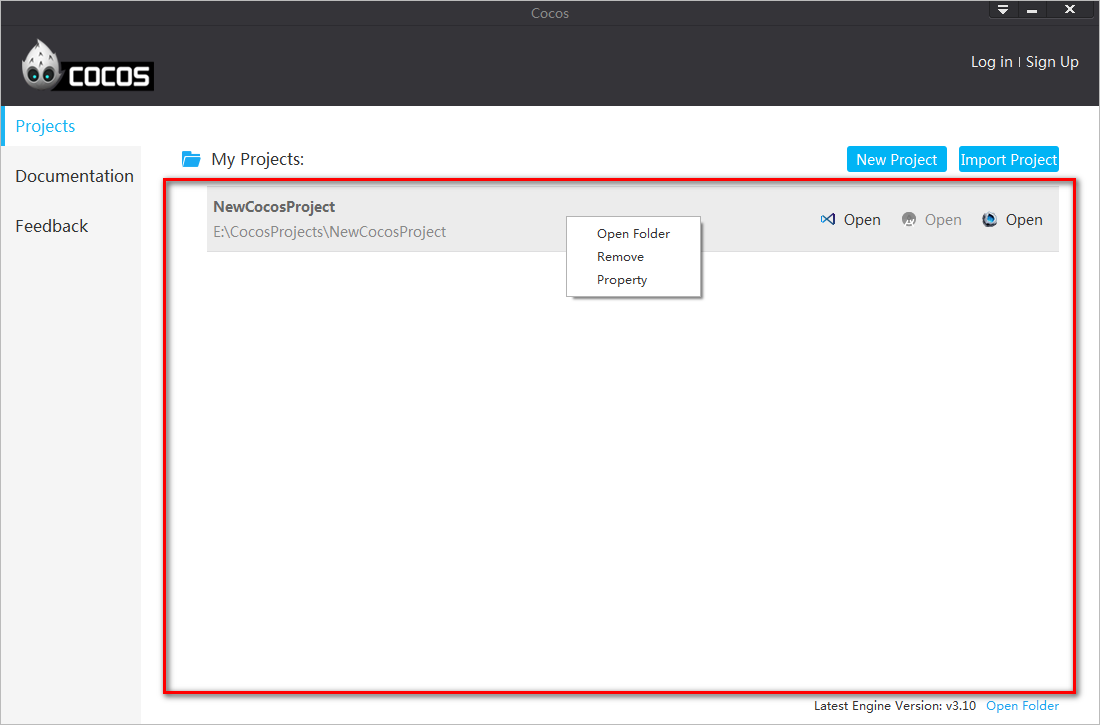 Cocos
COCOS
Log in | Sign Up
Projects
Documentation
Feedback
My Projects:
New Project
Import Project
NewCocosProject
E:\CocosProjects\NewCocosProject
Open
Open
Open
Open Folder
Remove
Property
Latest Engine Version: v3.10 Open Folder